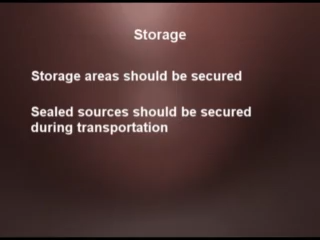 Storage
Storage areas should be secured
Sealed sources should be secured
during transportation